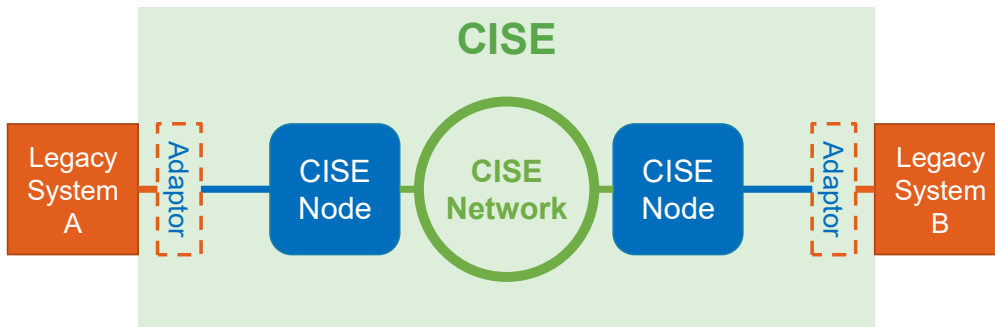 CISE
Legacy
System
A
Adaptor
CISE
Node
CISE
Network
CISE
Node
Adaptor
Legacy
System
B